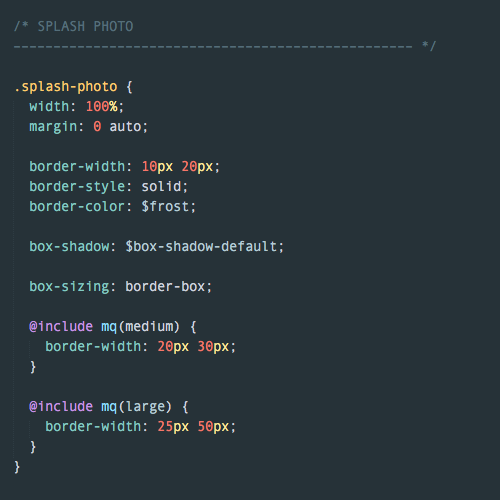 /* SPLASH PHOTO
-------------------------------------------------- */
.splash-photo {
width: 100%;
margin: 0 auto;
border-width: 10px 20px;
border-style: solid;
border-color: $frost;
box-shadow: $box-shadow-default;
box-sizing: border-box;
@include mq(medium) {
border-width: 20px 30px;
}
@include mq(large) {
border-width: 25px 50px;
}
}